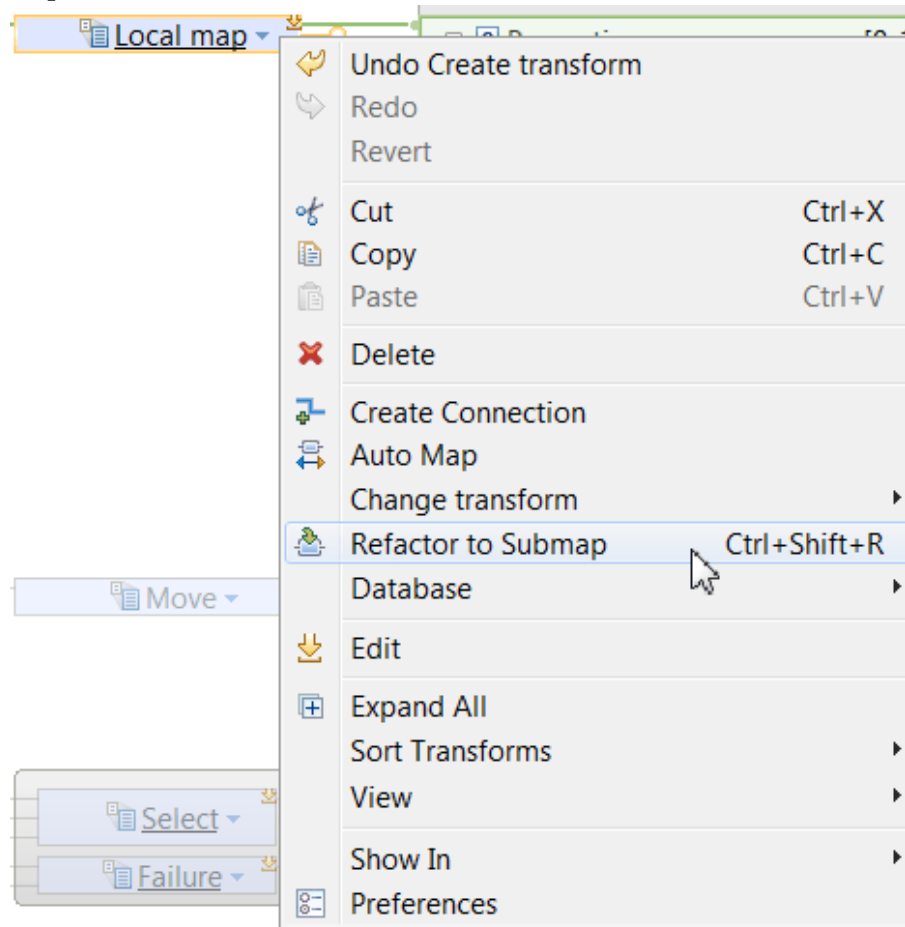 Local map
Undo Create transform
Redo
Revert
Cut Ctrl+X
Copy Ctrl+C
Paste Ctrl+V
Delete
Create Connection
Auto Map
Change transform
Refactor to Submap Ctrl+Shift+R
Database
Move
Edit
Expand All
Sort Transforms
View
Select
Show In
Failure
Preferences